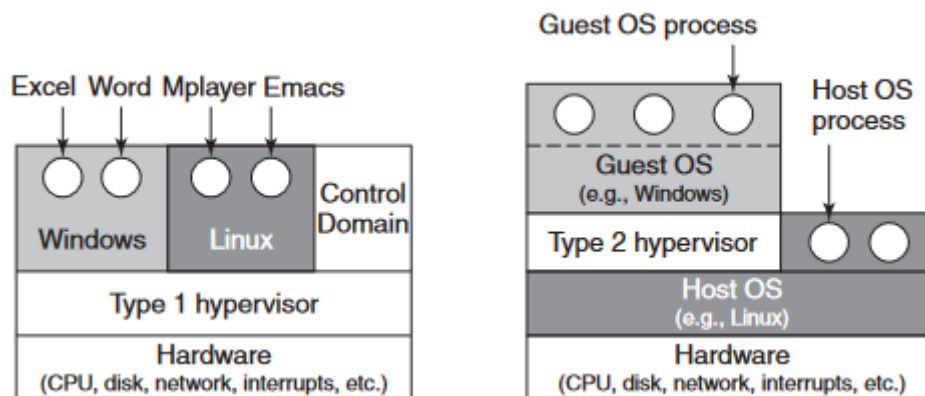 Excel Word Mplayer Emacs
Windows
Linux
Control
Domain
Type 1 hypervisor
Hardware
(CPU, disk, network, interrupts, etc.)
Guest OS process
Host OS
process
Guest OS
(e.g., Windows)
Type 2 hypervisor
Host OS
(e.g., Linux)
Hardware
(CPU, disk, network, interrupts, etc.)